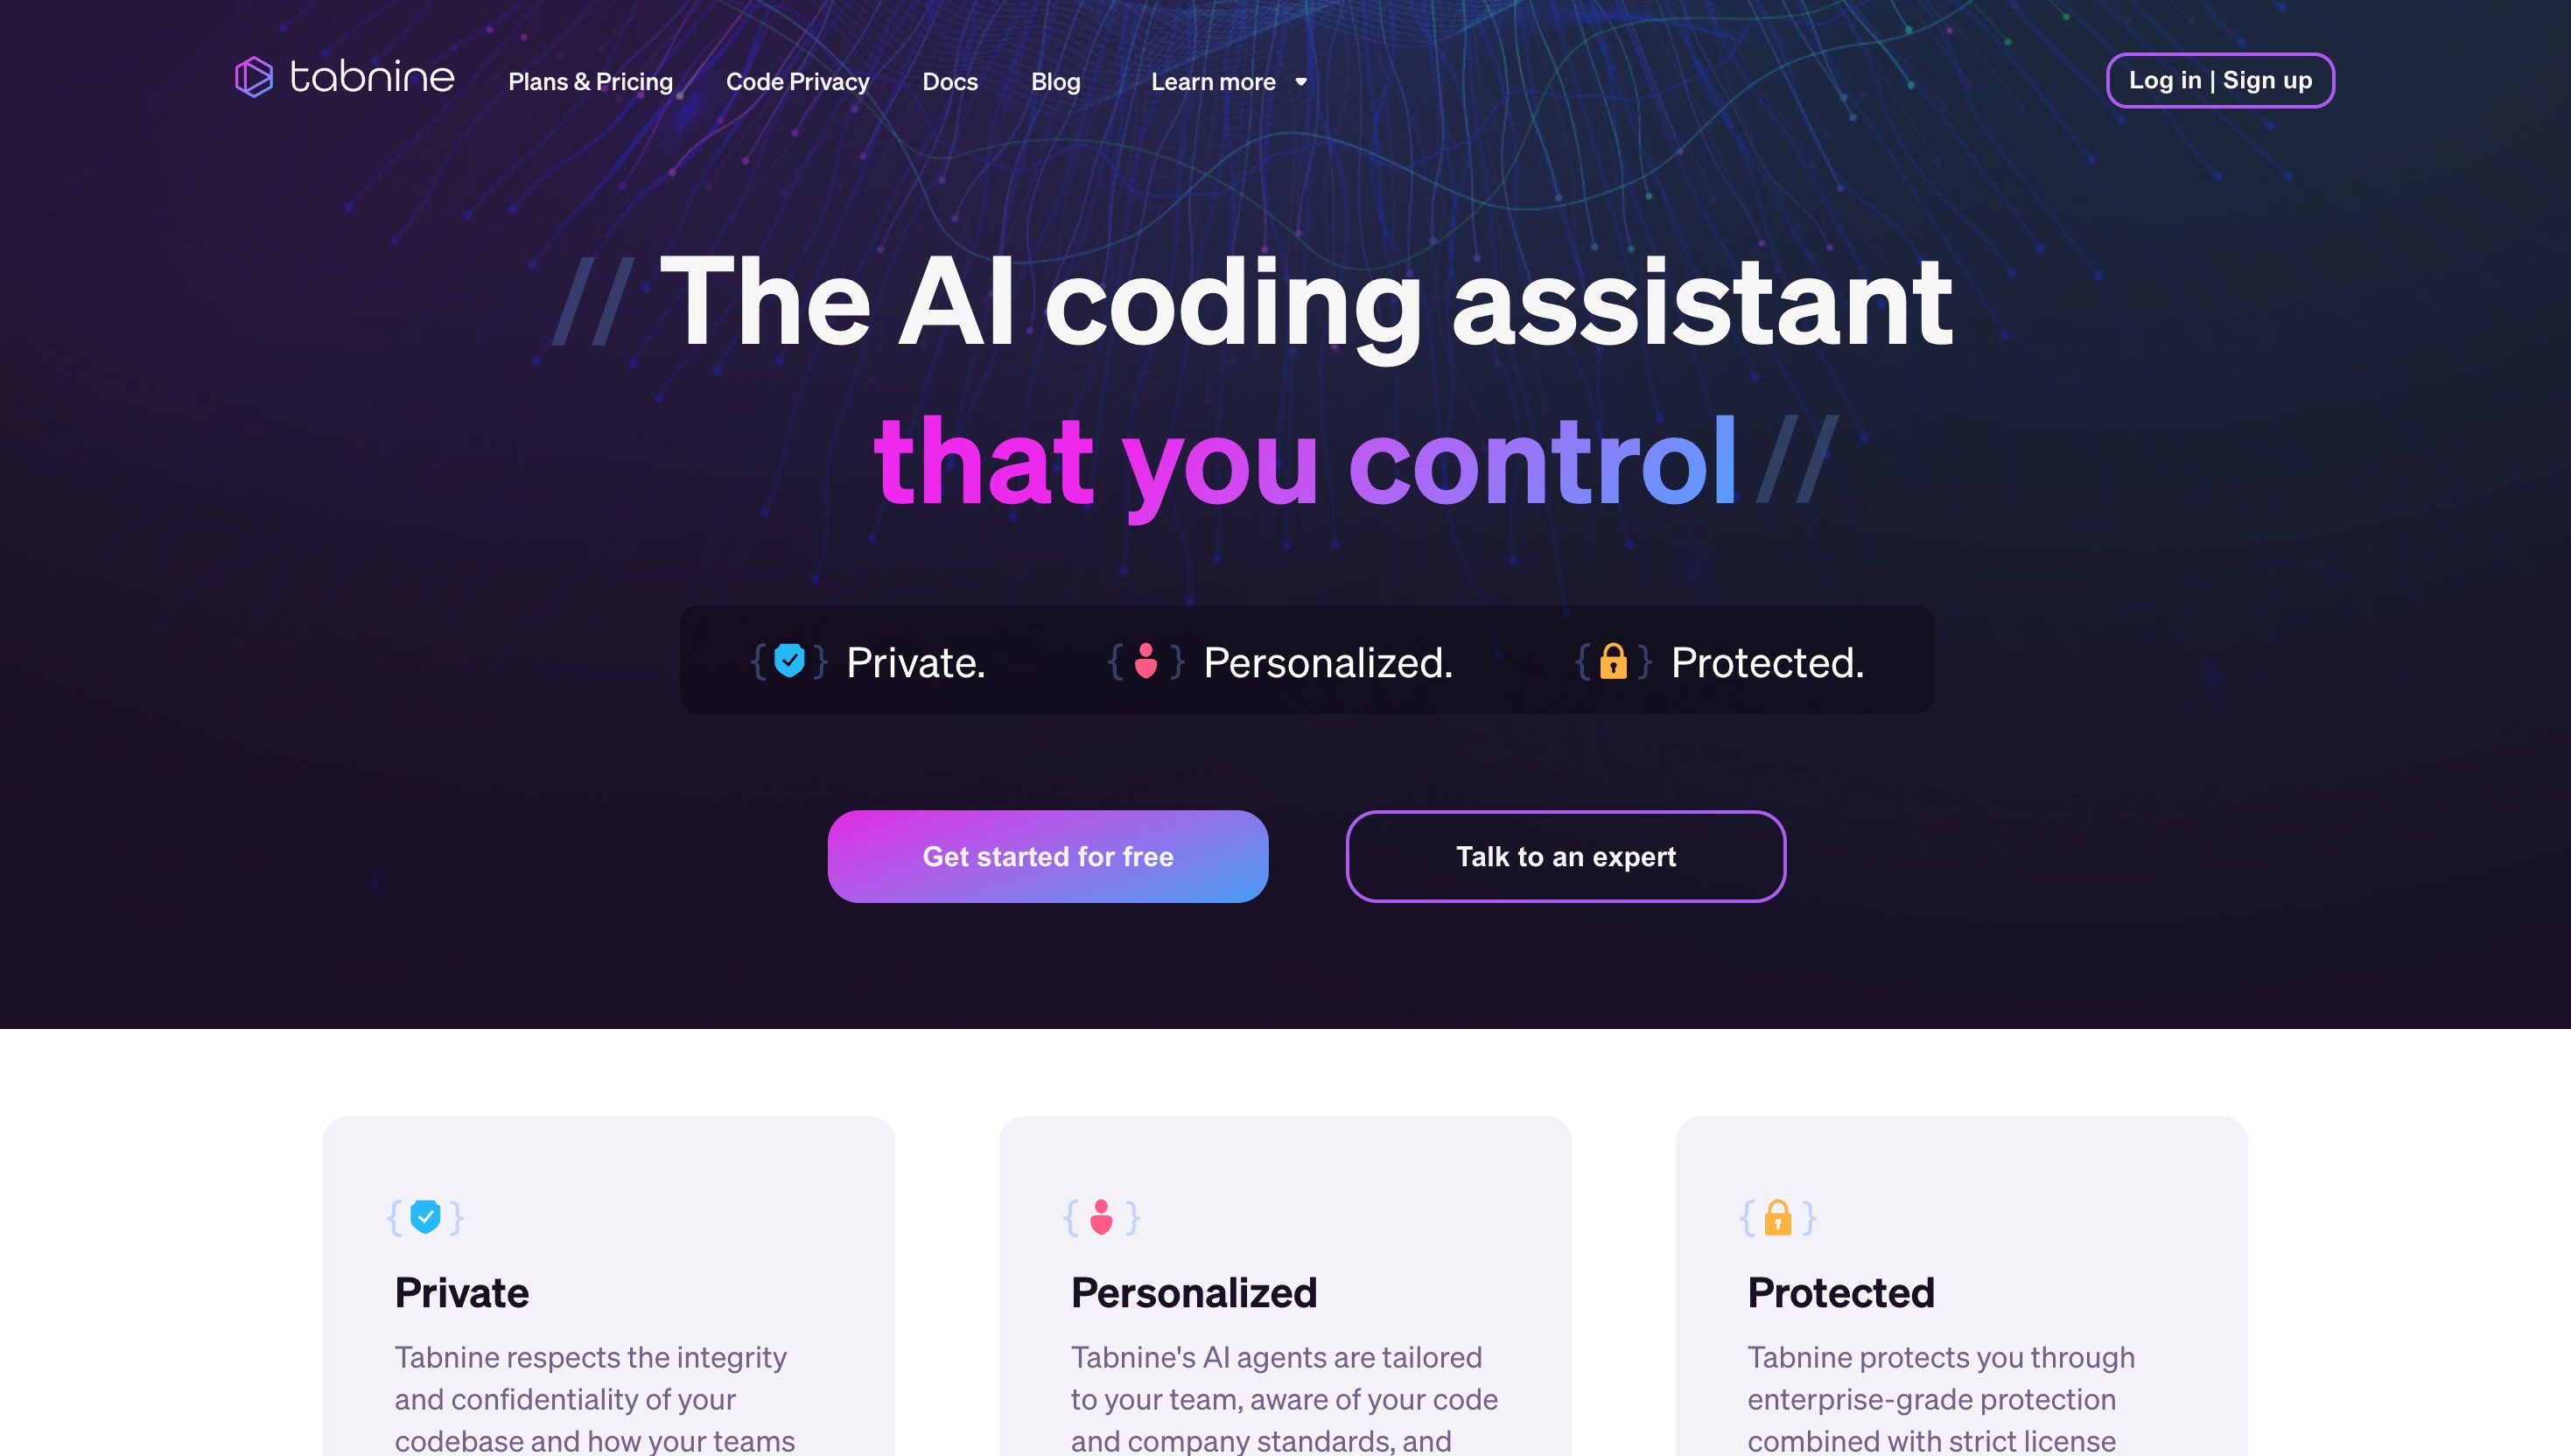 tabnine Plans & Pricing Code Privacy Docs Blog Learn more Log in | Sign up
// The AI coding assistant
that you control //
{ } Private. { } Personalized. { } Protected.
Get started for free Talk to an expert
{ }
Private
Tabnine respects the integrity
and confidentiality of your
codebase and how your teams
{ }
Personalized
Tabnine's AI agents are tailored
to your team, aware of your code
and company standards, and
{ }
Protected
Tabnine protects you through
enterprise-grade protection
combined with strict license